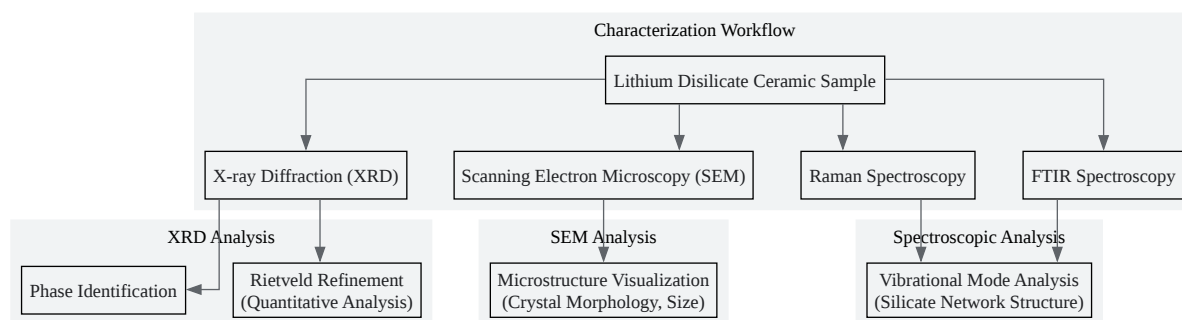 Characterization Workflow
Lithium Disilicate Ceramic Sample
X-ray Diffraction (XRD)
Scanning Electron Microscopy (SEM)
Raman Spectroscopy
FTIR Spectroscopy
XRD Analysis
SEM Analysis
Spectroscopic Analysis
Phase Identification
Rietveld Refinement
(Quantitative Analysis)
Microstructure Visualization
(Crystal Morphology, Size)
Vibrational Mode Analysis
(Silicate Network Structure)